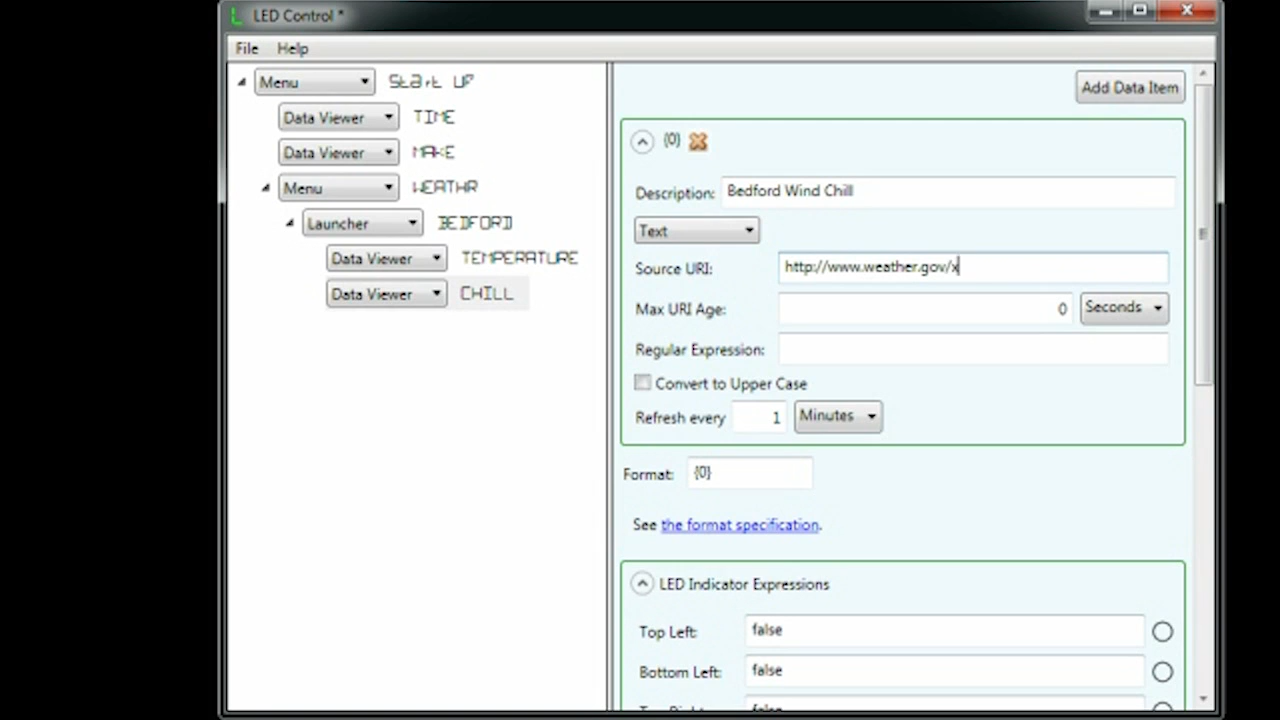 LED Control *
File Help
Menu Start UP
Data Viewer TIME
Data Viewer MAKE
Menu WEATHR
Launcher BEDFORD
Data Viewer TEMPERATURE
Data Viewer CHILL
Add Data Item
{0}
Description: Bedford Wind Chill
Text
Source URI: http://www.weather.gov/x
Max URI Age: 0 Seconds
Regular Expression:
Convert to Upper Case
Refresh every 1 Minutes
Format: {0}
See the format specification.
LED Indicator Expressions
Top Left: false
Bottom Left: false